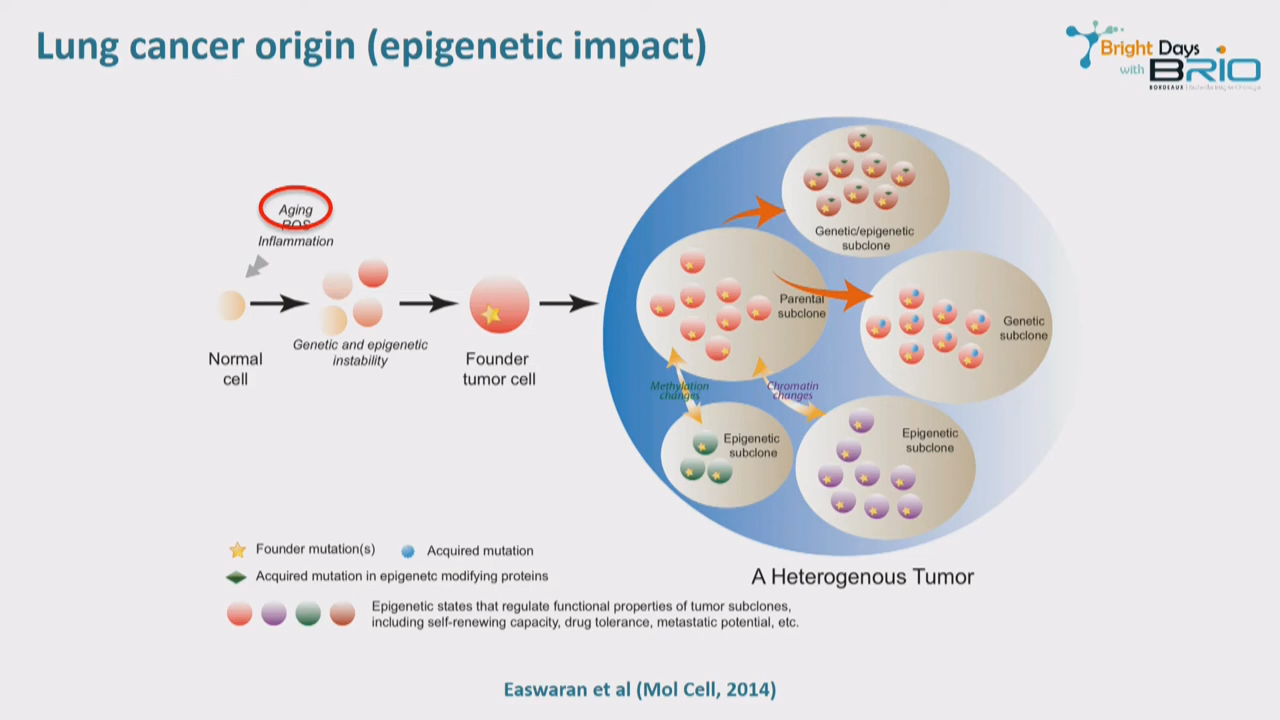 Lung cancer origin (epigenetic impact)
Bright Days
with BRIO
BORDEAUX
Aging
ROS
Inflammation
Normal
cell
Genetic and epigenetic
instability
Founder
tumor cell
Genetic/epigenetic
subclone
Parental
subclone
Genetic
subclone
Methylation
changes
Chromatin
changes
Epigenetic
subclone
Epigenetic
subclone
A Heterogenous Tumor
Founder mutation(s)
Acquired mutation
Acquired mutation in epigenetc modifying proteins
Epigenetic states that regulate functional properties of tumor subclones,
including self-renewing capacity, drug tolerance, metastatic potential, etc.
Easwaran et al (Mol Cell, 2014)